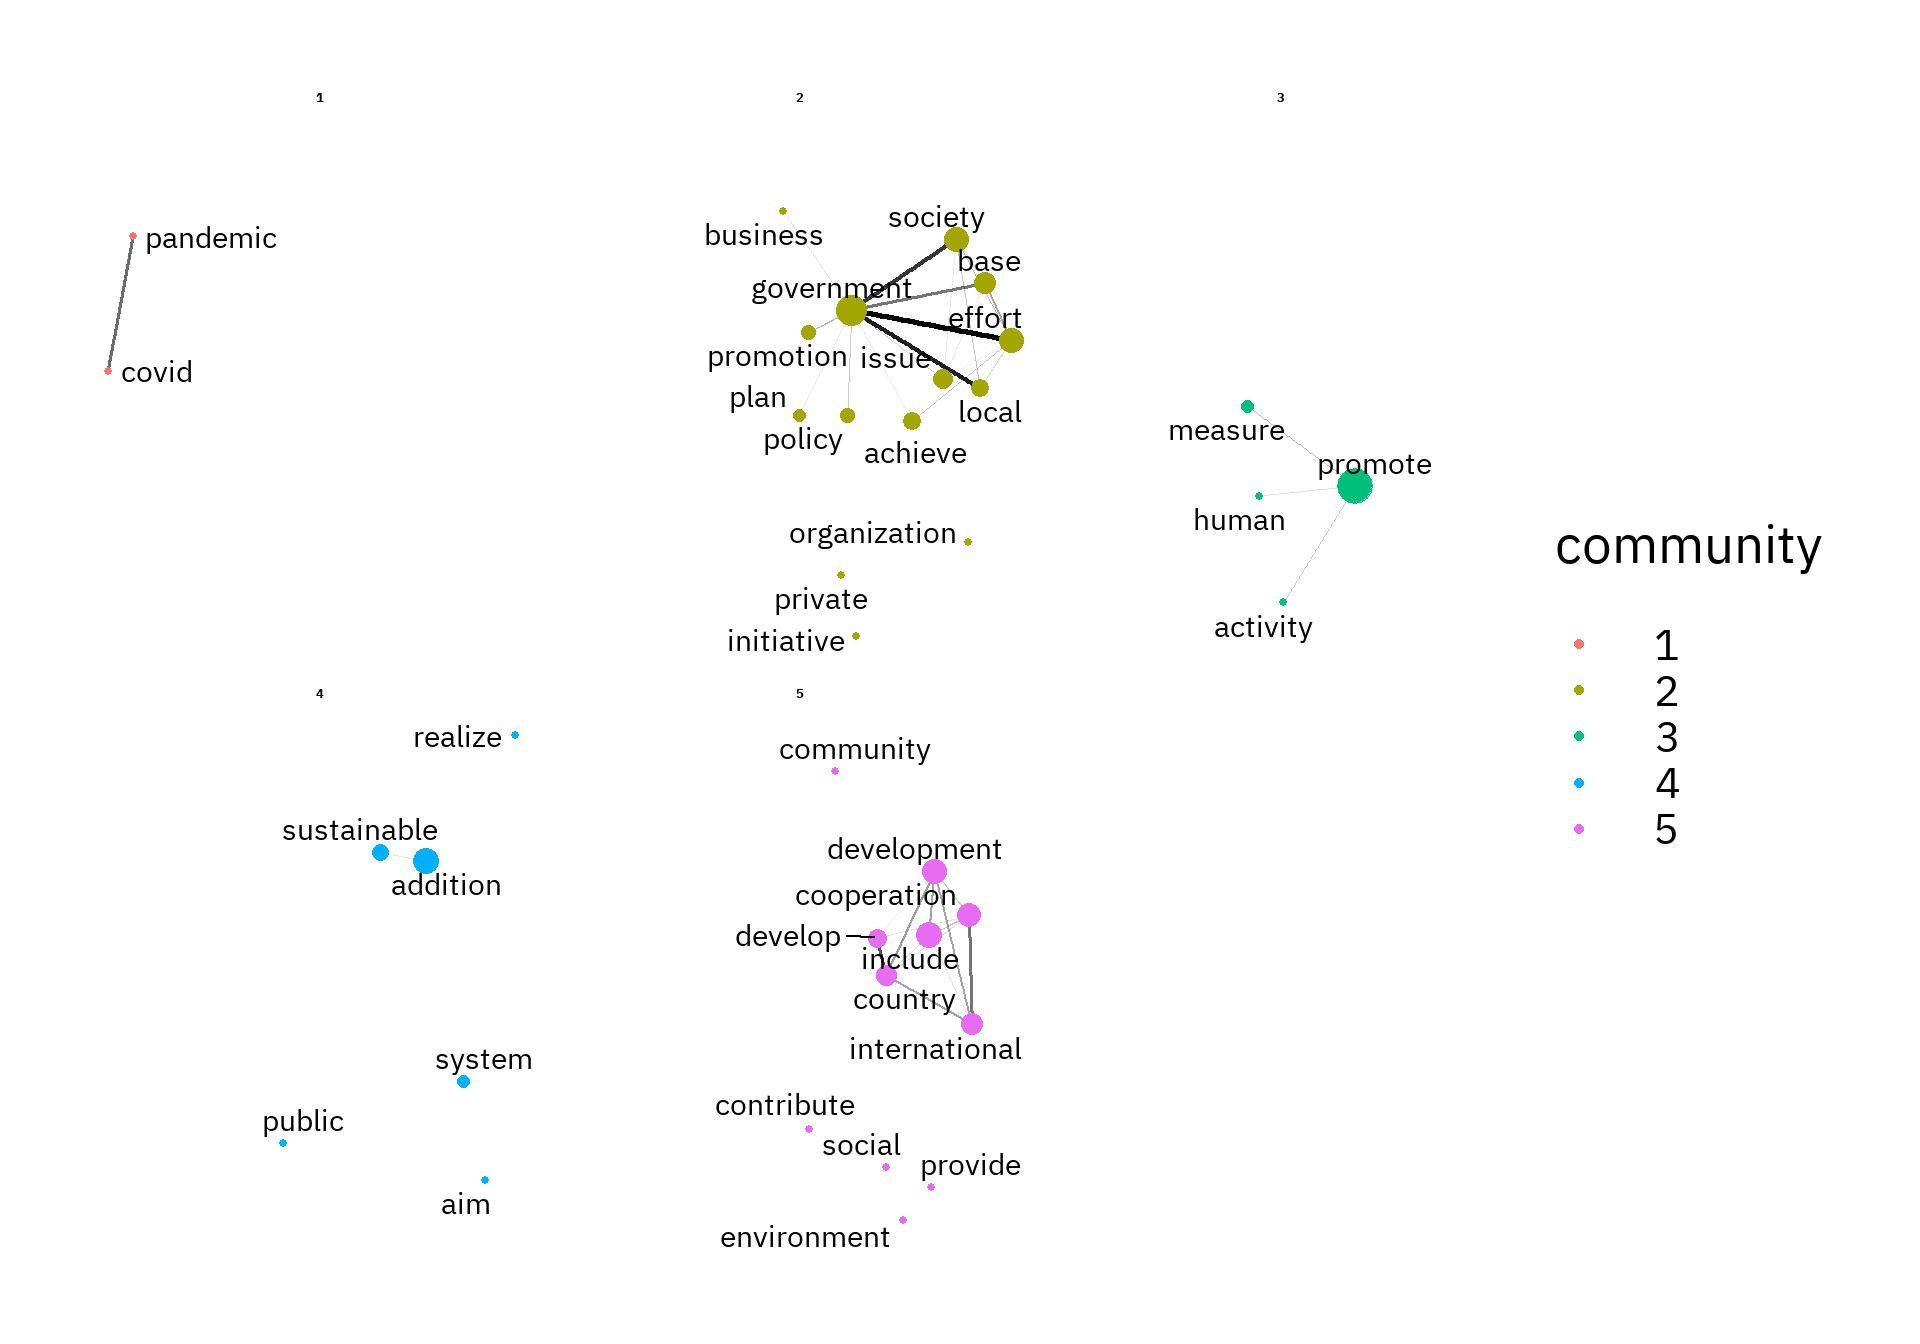 1
2
3
pandemic
covid
business
society
base
government
effort
promotion
issue
plan
local
policy
achieve
organization
private
initiative
measure
promote
human
activity
community
1
2
3
4
5
4
5
realize
sustainable
addition
system
public
aim
community
development
cooperation
develop
include
country
international
contribute
social
provide
environment